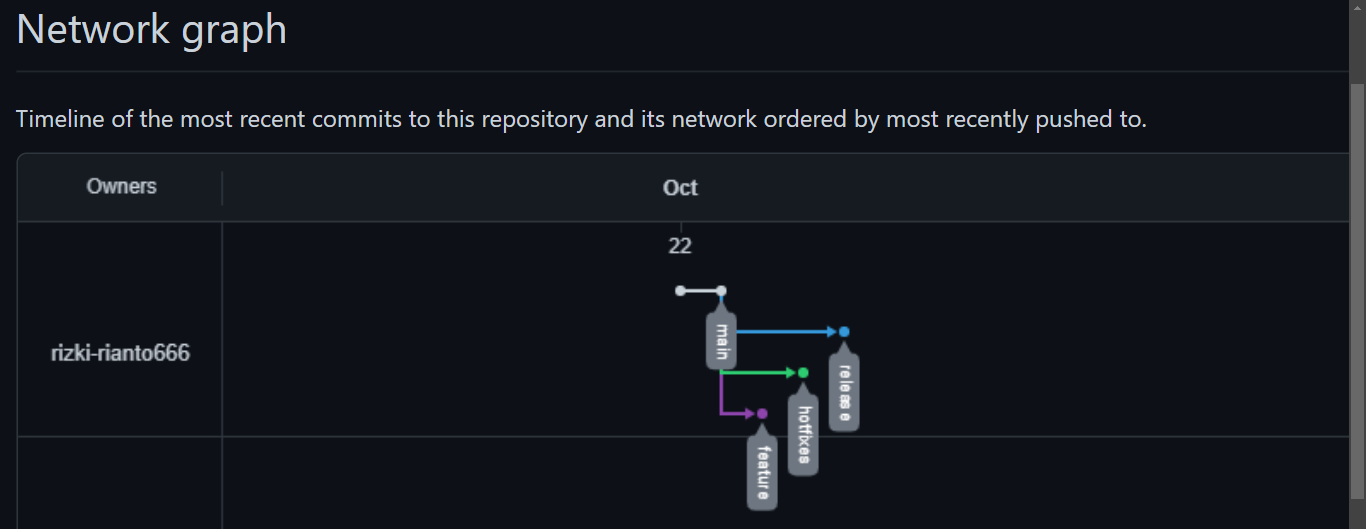 Network graph
Timeline of the most recent commits to this repository and its network ordered by most recently pushed to.
Owners
Oct
22
rizki-rianto666
main
release
hotfixes
feature